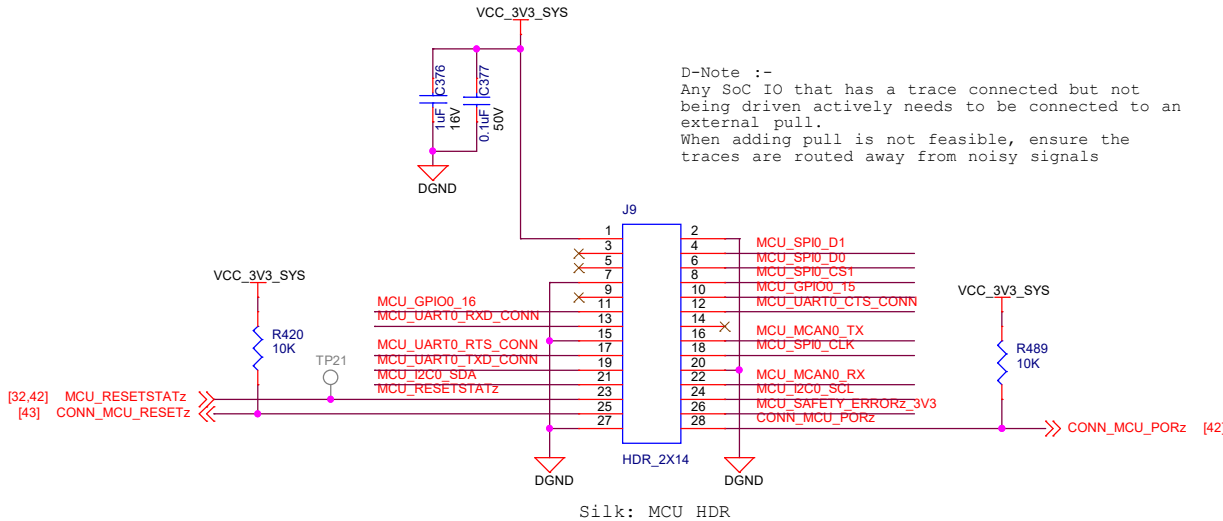 VCC_3V3_SYS
C376
1uF
16V
C377
0.1uF
50V
DGND
D-Note :-
Any SoC IO that has a trace connected but not
being driven actively needs to be connected to an
external pull.
When adding pull is not feasible, ensure the
traces are routed away from noisy signals
J9
1 2
3 4 MCU_SPI0_D1
5 6 MCU_SPI0_D0
7 8 MCU_SPI0_CS1
9 10 MCU_GPIO0_15
MCU_GPIO0_16 11 12 MCU_UART0_CTS_CONN
MCU_UART0_RXD_CONN 13 14
15 16 MCU_MCAN0_TX
MCU_UART0_RTS_CONN 17 18 MCU_SPI0_CLK
MCU_UART0_TXD_CONN 19 20
MCU_I2C0_SDA 21 22 MCU_MCAN0_RX
MCU_RESETSTATz 23 24 MCU_I2C0_SCL
25 26 MCU_SAFETY_ERRORz_3V3
27 28 CONN_MCU_PORz
VCC_3V3_SYS
R420
10K
TP21
[32,42] MCU_RESETSTATz
[43] CONN_MCU_RESETz
VCC_3V3_SYS
R489
10K
CONN_MCU_PORz [42]
HDR_2X14
DGND
DGND
Silk: MCU HDR